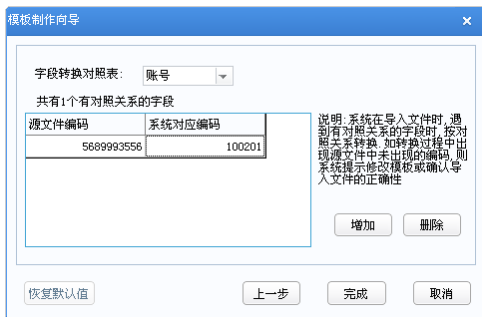 模板制作向导
字段转换对照表: 账号
共有1个有对照关系的字段
源文件编码 系统对应编码
5689993556 100201
说明:系统在导入文件时,遇
到有对照关系的字段时,按对
照关系转换.如转换过程中出
现源文件中未出现的编码,则
系统提示修改模板或确认导
入文件的正确性
增加 删除
恢复默认值 上一步 完成 取消